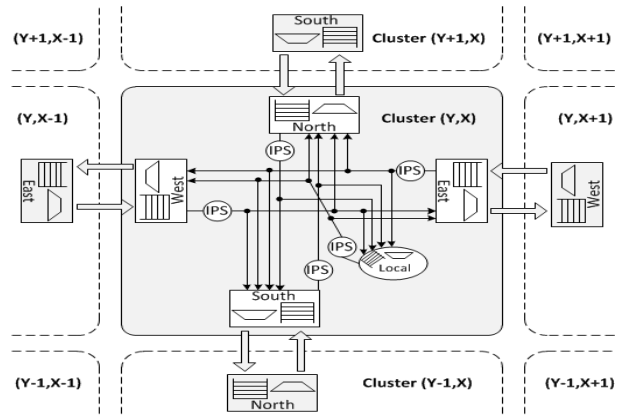 South
(Y+1,X-1)
Cluster (Y+1,X)
(Y+1,X+1)
(Y,X-1)
Cluster (Y,X)
(Y,X+1)
North
IPS
IPS
East
West
East
West
IPS
IPS
Local
IPS
South
(Y-1,X-1)
Cluster (Y-1,X)
(Y-1,X+1)
North